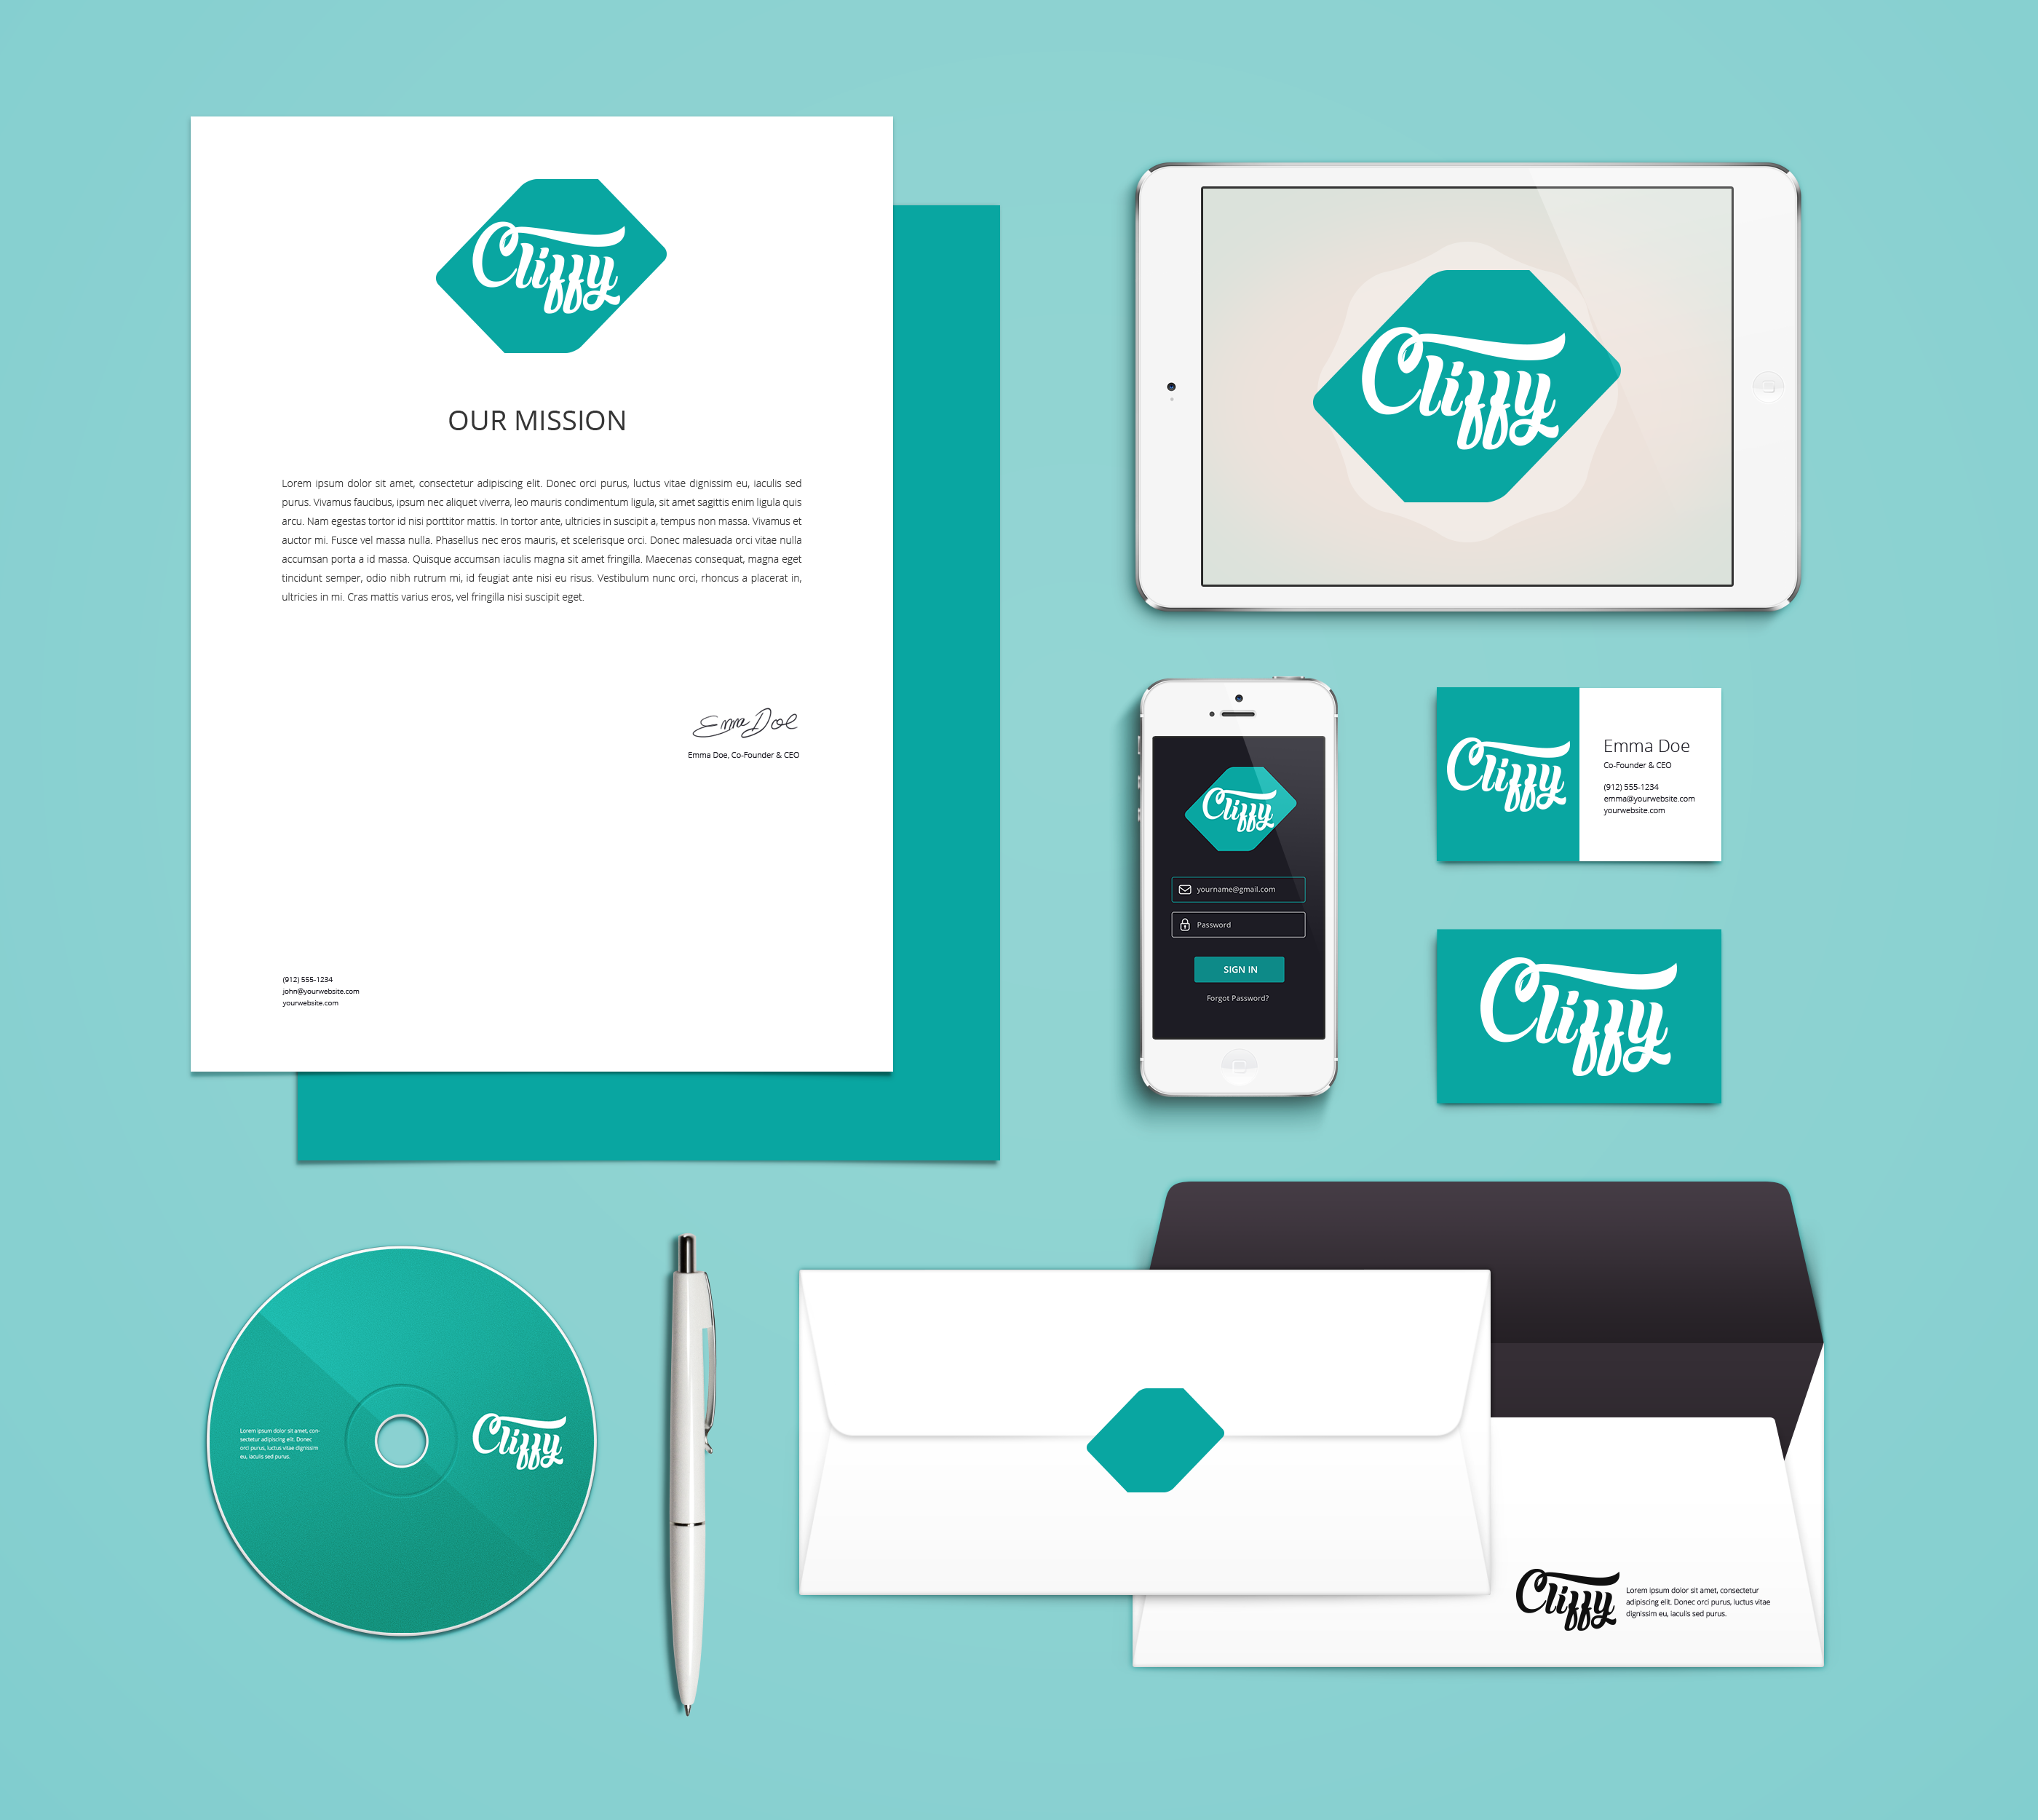 Cliffy
OUR MISSION
Lorem ipsum dolor sit amet, consectetur adipiscing elit. Donec orci purus, luctus vitae dignissim eu, iaculis sed
purus. Vivamus faucibus, ipsum nec aliquet viverra, leo mauris condimentum ligula, sit amet sagittis enim ligula quis
arcu. Nam egestas tortor id nisi porttitor mattis. In tortor ante, ultricies in suscipit a, tempus non massa. Vivamus et
auctor mi. Fusce vel massa nulla. Phasellus nec eros mauris, et scelerisque orci. Donec malesuada orci vitae nulla
accumsan porta a id massa. Quisque accumsan iaculis magna sit amet fringilla. Maecenas consequat, magna eget
tincidunt semper, odio nibh rutrum mi, id feugiat ante nisi eu risus. Vestibulum nunc orci, rhoncus a placerat in,
ultricies in mi. Cras mattis varius eros, vel fringilla nisi suscipit eget.
Emma Doe
Emma Doe, Co-Founder & CEO
(912) 555-1234
john@yourwebsite.com
yourwebsite.com
Cliffy
Cliffy
yourname@gmail.com
Password
SIGN IN
Forgot Password?
Cliffy
Emma Doe
Co-Founder & CEO
(912) 555-1234
emma@yourwebsite.com
yourwebsite.com
Cliffy
Lorem ipsum dolor sit amet, con-
sectetur adipiscing elit. Donec
orci purus, luctus vitae dignissim
eu, iaculis sed purus.
Cliffy
Cliffy
Lorem ipsum dolor sit amet, consectetur
adipiscing elit. Donec orci purus, luctus vitae
dignissim eu, iaculis sed purus.